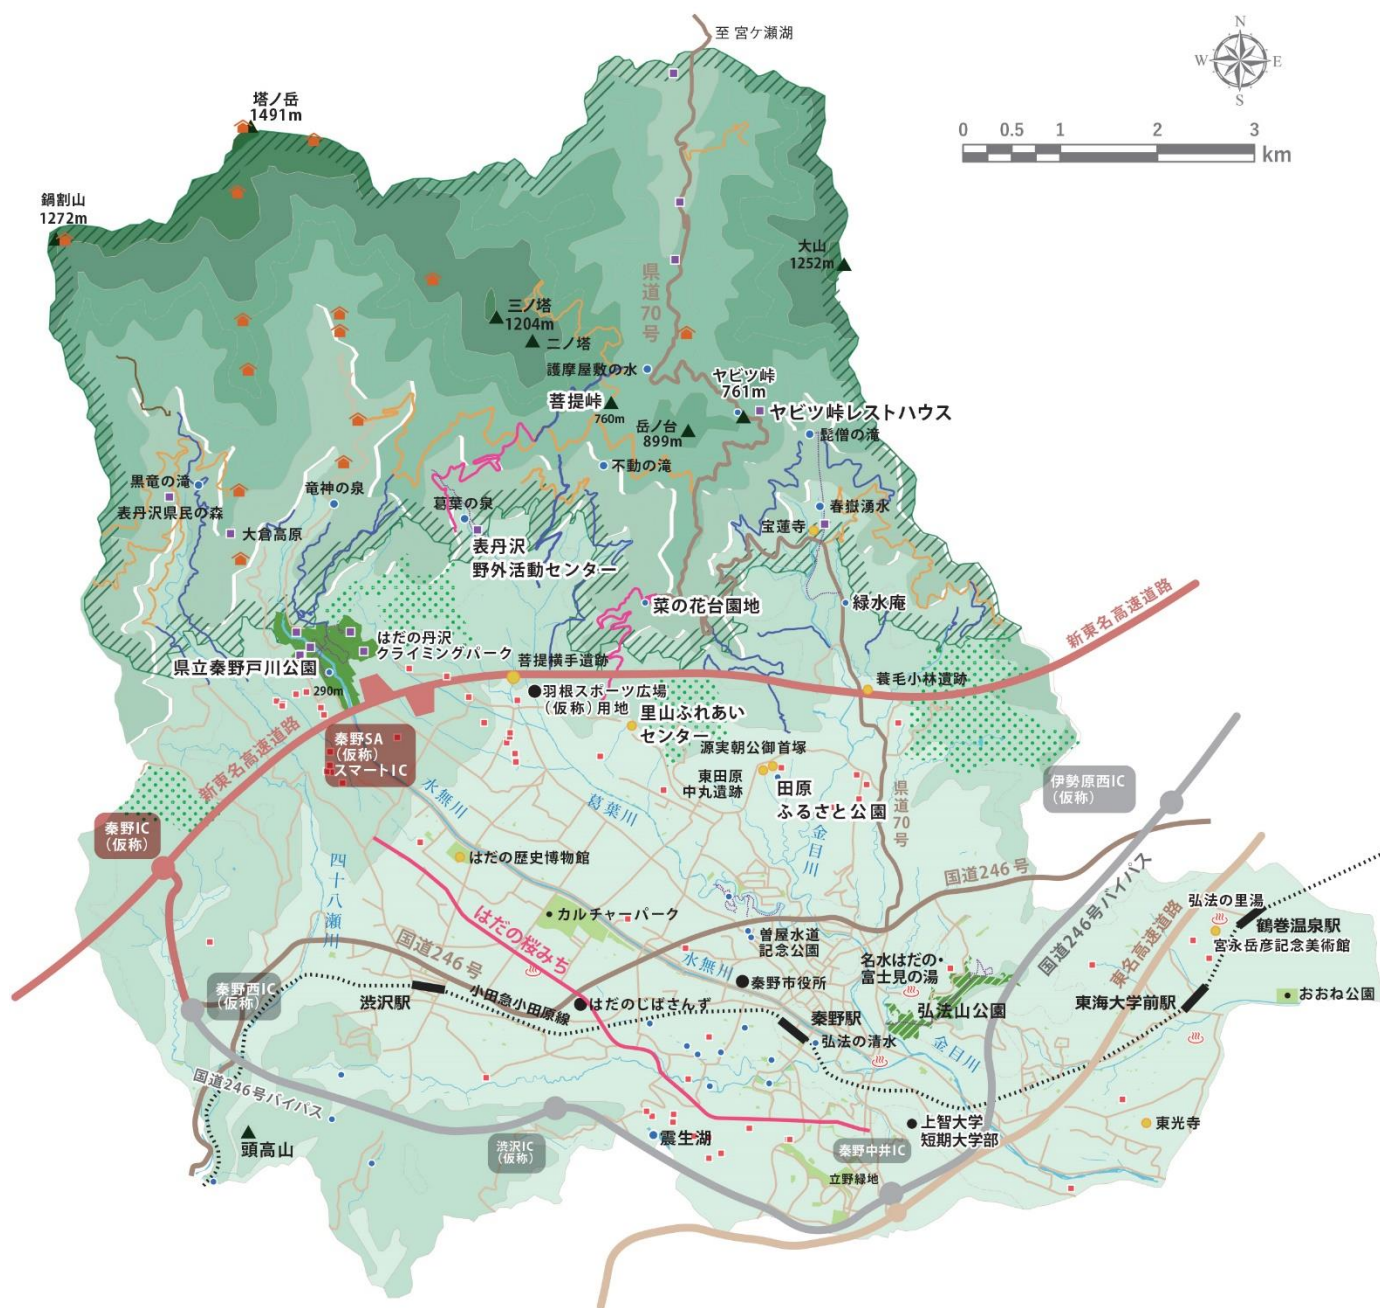 至 宮ケ瀬湖
N
W
E
S
0
0.5
1
2
3
km
塔ノ岳
1491m
鍋割山
1272m
大山
1252m
県道70号
三ノ塔
1204m
二ノ塔
護摩屋敷の水
ヤビツ峠
761m
菩提峠
760m
ヤビツ峠レストハウス
岳ノ台
899m
髭僧の滝
不動の滝
黒竜の滝
竜神の泉
葛葉の泉
春嶽湧水
表丹沢県民の森
大倉高原
宝蓮寺
表丹沢
野外活動センター
菜の花台園地
緑水庵
新東名高速道路
はだの丹沢
クライミングパーク
県立秦野戸川公園
290m
菩提横手遺跡
蓑毛小林遺跡
羽根スポーツ広場
(仮称)用地
里山ふれあい
センター
新東名高速道路
秦野SA
(仮称)
スマートIC
源実朝公御首塚
東田原
中丸遺跡
田原
ふるさと公園
伊勢原西IC
(仮称)
水無川
葛葉川
県道70号
金目川
秦野IC
(仮称)
四十八瀬川
はだの歴史博物館
国道246号
国道246号バイパス
はだの桜みち
カルチャーパーク
弘法の里湯
鶴巻温泉駅
宮永岳彦記念美術館
東名高速道路
国道246号
曽屋水道
記念公園
水無川
名水はだの・
富士見の湯
秦野市役所
秦野西IC
(仮称)
渋沢駅
小田急小田原線
はだのじばさんず
秦野駅
弘法山公園
東海大学前駅
おおね公園
弘法の清水
金目川
国道246号バイパス
頭高山
渋沢IC
(仮称)
震生湖
上智大学
短期大学部
東光寺
秦野中井IC
立野緑地